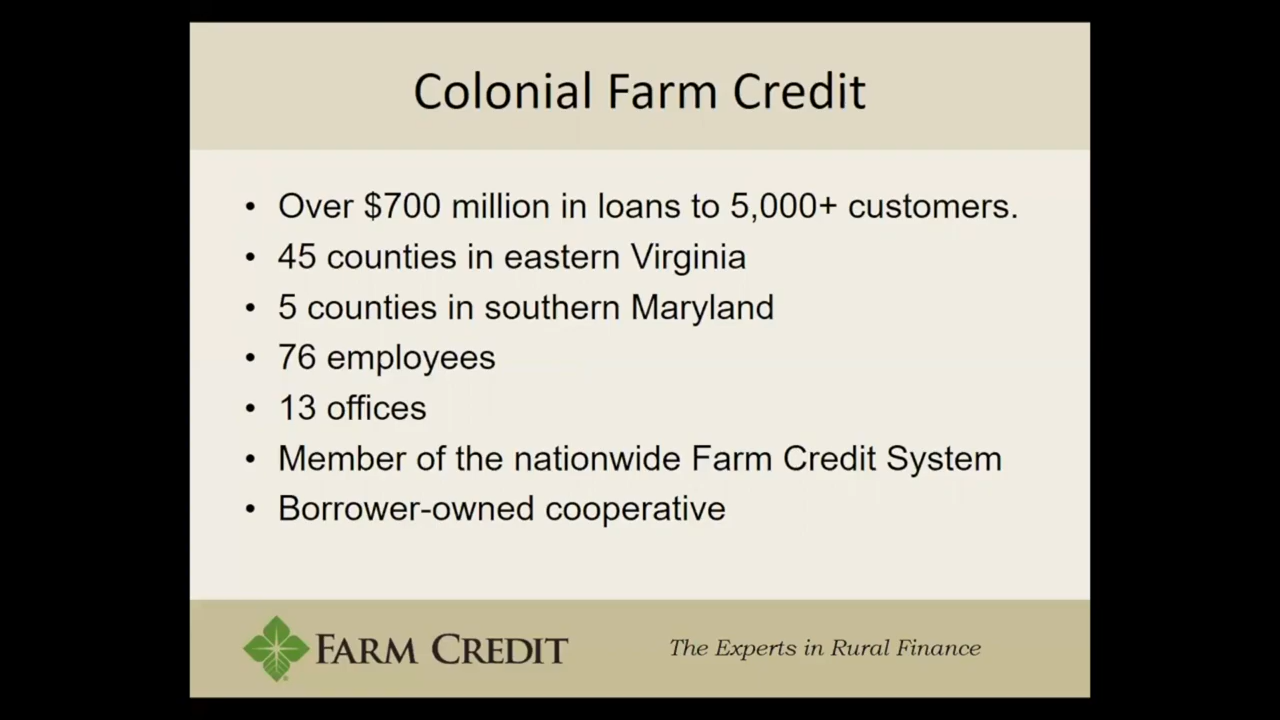 Colonial Farm Credit
• Over $700 million in loans to 5,000+ customers.
• 45 counties in eastern Virginia
• 5 counties in southern Maryland
• 76 employees
• 13 offices
• Member of the nationwide Farm Credit System
• Borrower-owned cooperative
FARM CREDIT
The Experts in Rural Finance